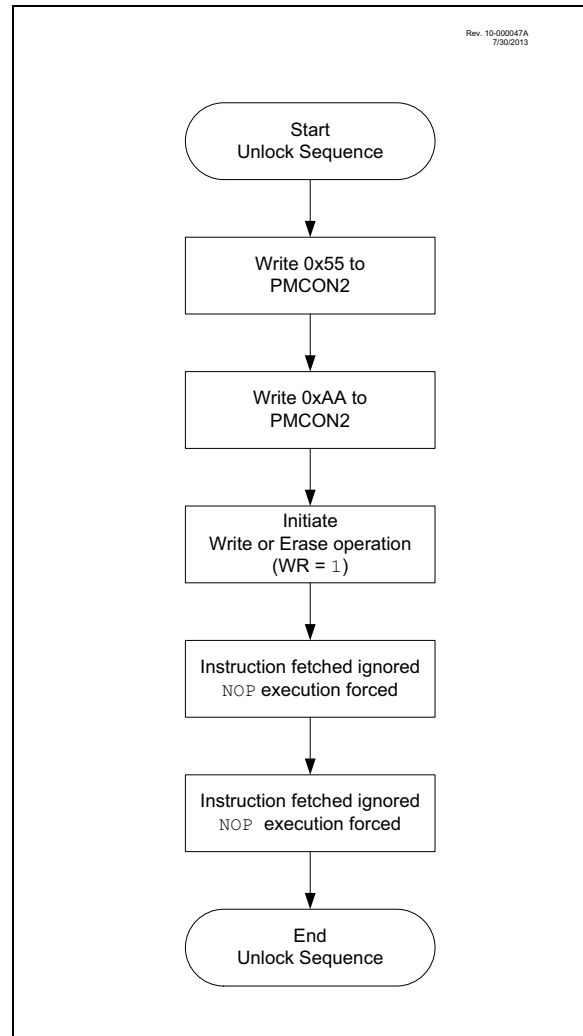 Rev. 10-000047A
7/30/2013
Start
Unlock Sequence
Write 0x55 to
PMCON2
Write 0xAA to
PMCON2
Initiate
Write or Erase operation
(WR = 1)
Instruction fetched ignored
NOP execution forced
Instruction fetched ignored
NOP execution forced
End
Unlock Sequence